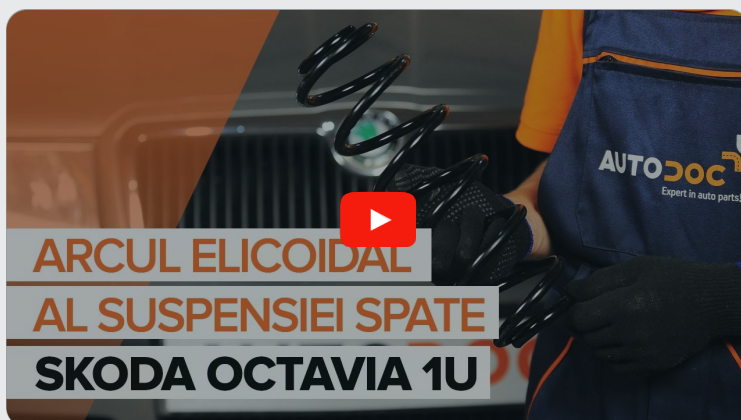 AUTODOC
Expert in auto parts!
ARCUL ELICOIDAL
AL SUSPENSIEI SPATE
SKODA OCTAVIA 1U